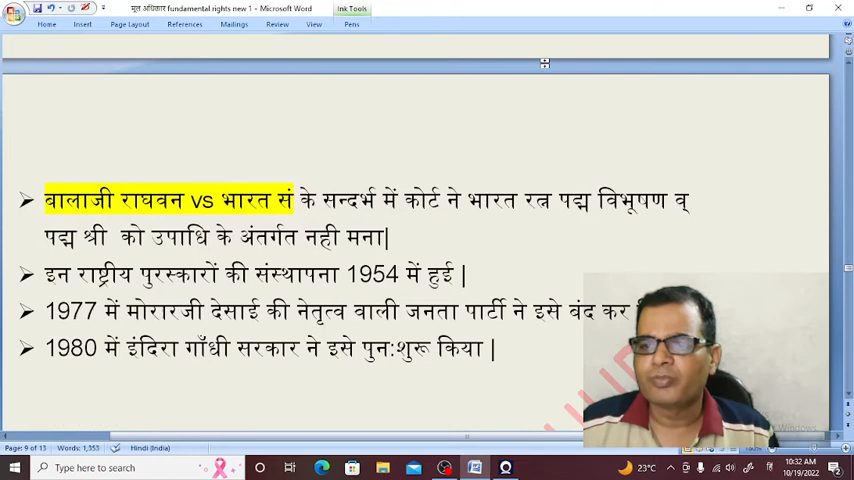 मूल अधिकार fundamental rights new 1 - Microsoft Word
Ink Tools
Home Insert Page Layout References Mailings Review View Pens
बालाजी राघवन vs भारत सं के सन्दर्भ में कोर्ट ने भारत रत्न पद्म विभूषण व्
पद्म श्री को उपाधि के अंतर्गत नही मना|
इन राष्ट्रीय पुरस्कारों की संस्थापना 1954 में हुई |
1977 में मोरारजी देसाई की नेतृत्व वाली जनता पार्टी ने इसे बंद कर
1980 में इंदिरा गाँधी सरकार ने इसे पुन:शुरू किया |
Page: 9 of 13 Words: 1,353 Hindi (India)
Type here to search
23°C
10:32 AM
10/19/2022